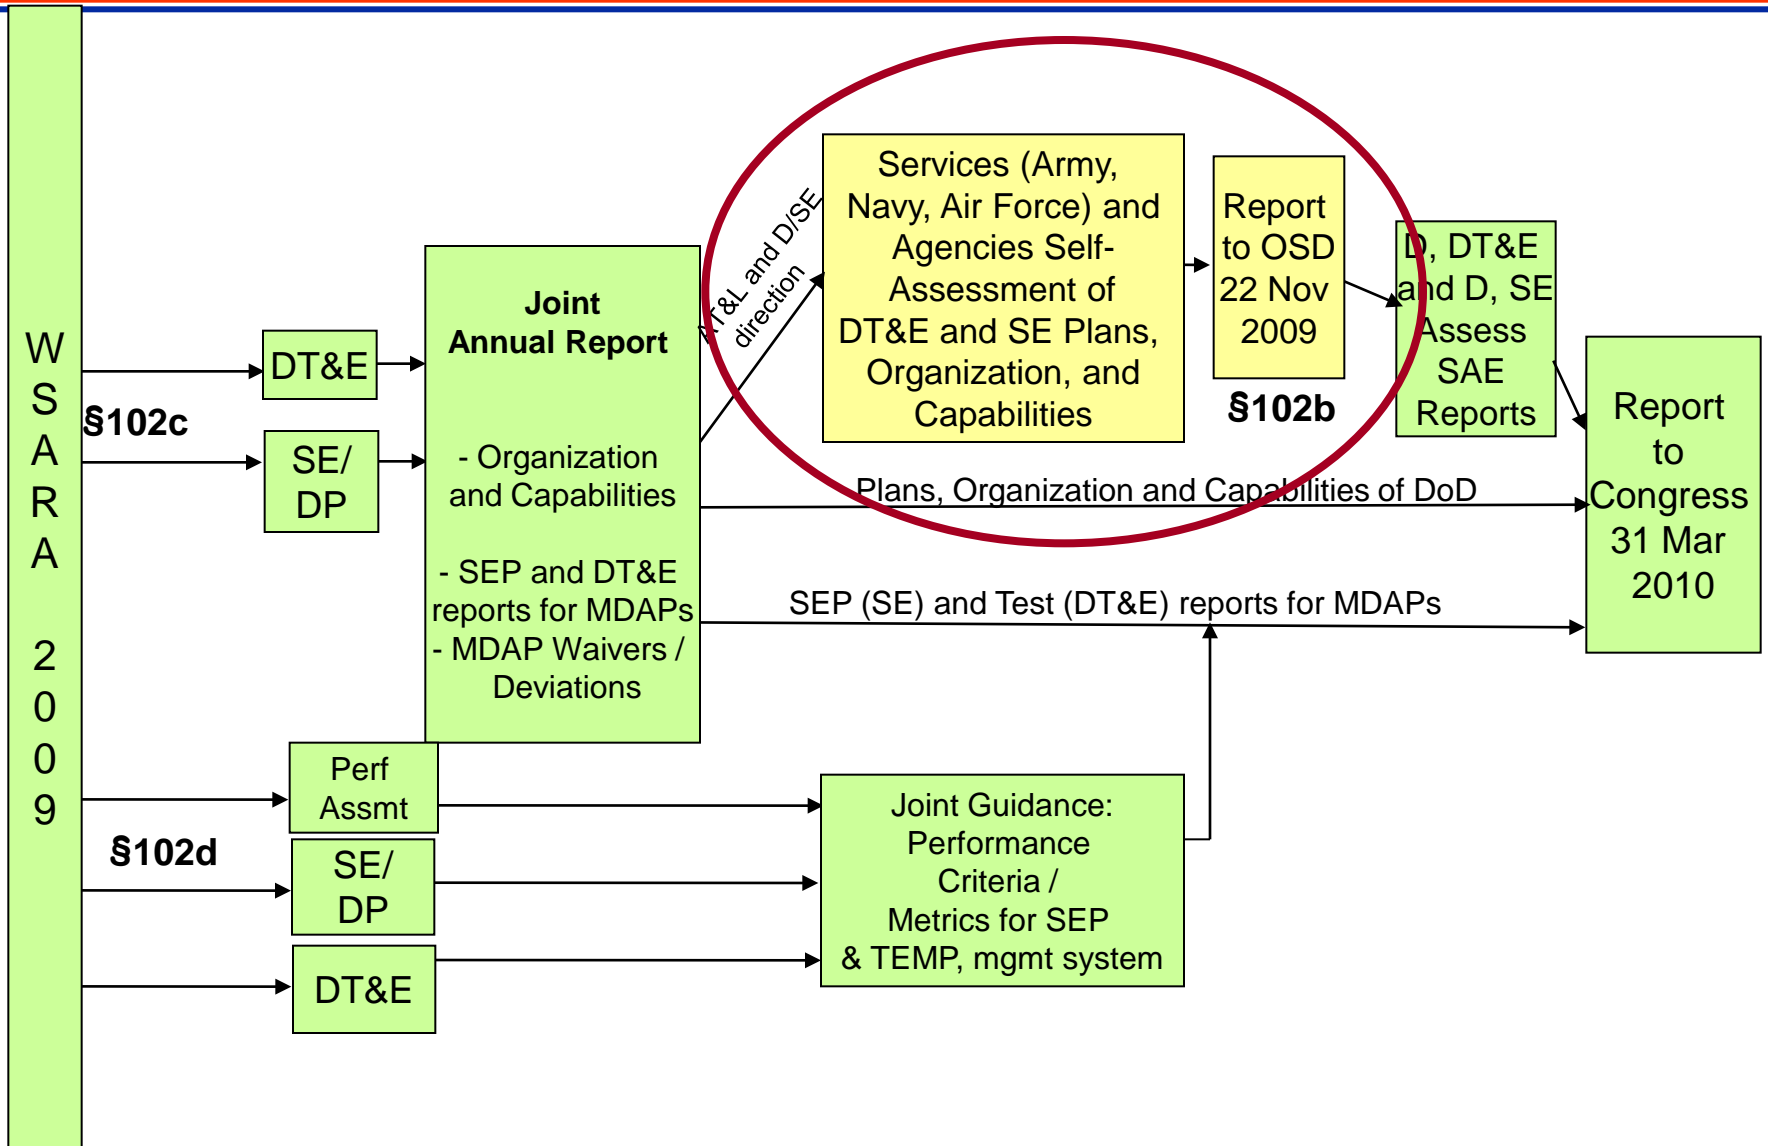 W
S
A
R
A
2
0
0
9
§102c
DT&E
SE/
DP
Joint
Annual Report
- Organization
and Capabilities
- SEP and DT&E
reports for MDAPs
- MDAP Waivers /
Deviations
AT&L and D/SE
direction
Services (Army,
Navy, Air Force) and
Agencies Self-
Assessment of
DT&E and SE Plans,
Organization, and
Capabilities
Report
to OSD
22 Nov
2009
§102b
D, DT&E
and D, SE
Assess
SAE
Reports
Plans, Organization and Capabilities of DoD
SEP (SE) and Test (DT&E) reports for MDAPs
Report
to
Congress
31 Mar
2010
§102d
Perf
Assmt
SE/
DP
DT&E
Joint Guidance:
Performance
Criteria /
Metrics for SEP
& TEMP, mgmt system